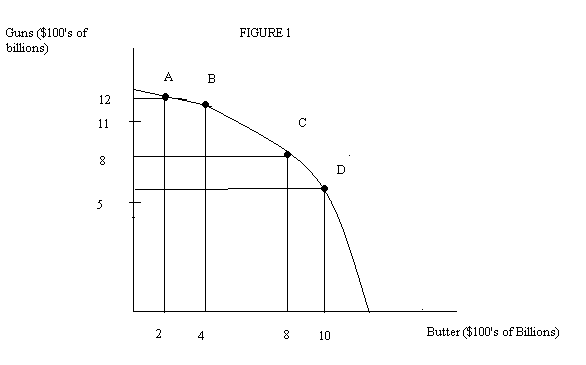 Guns ($100's of
billions)
FIGURE 1
A
B
12
11
C
8
D
5
2
4
8
10
Butter ($100's of Billions)